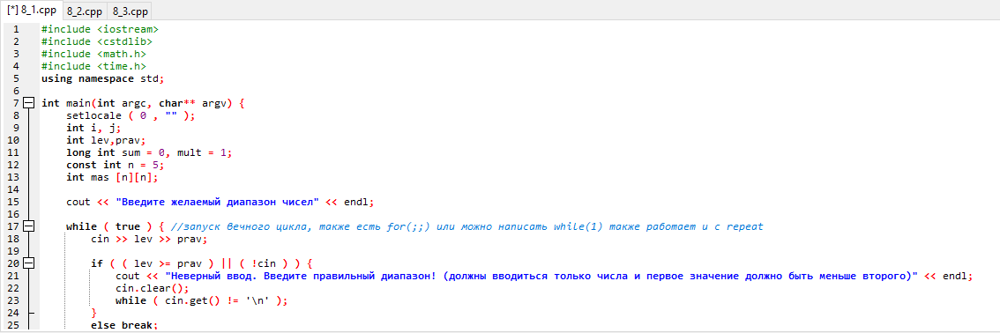 [*] 8_1.cpp 8_2.cpp 8_3.cpp
1 #include <iostream>
2 #include <cstdlib>
3 #include <math.h>
4 #include <time.h>
5 using namespace std;
6
7 int main(int argc, char** argv) {
8 setlocale ( 0 , "" );
9 int i, j;
10 int lev,prav;
11 long int sum = 0, mult = 1;
12 const int n = 5;
13 int mas [n][n];
14
15 cout << "Введите желаемый диапазон чисел" << endl;
16
17 while ( true ) { //запуск вечного цикла, также есть for(;;) или можно написать while(1) также работает и с repeat
18 cin >> lev >> prav;
19
20 if ( ( lev >= prav ) || ( !cin ) ) {
21 cout << "Неверный ввод. Введите правильный диапазон! (должны вводиться только числа и первое значение должно быть меньше второго)" << endl;
22 cin.clear();
23 while ( cin.get() != '\n' );
24 }
25 else break;